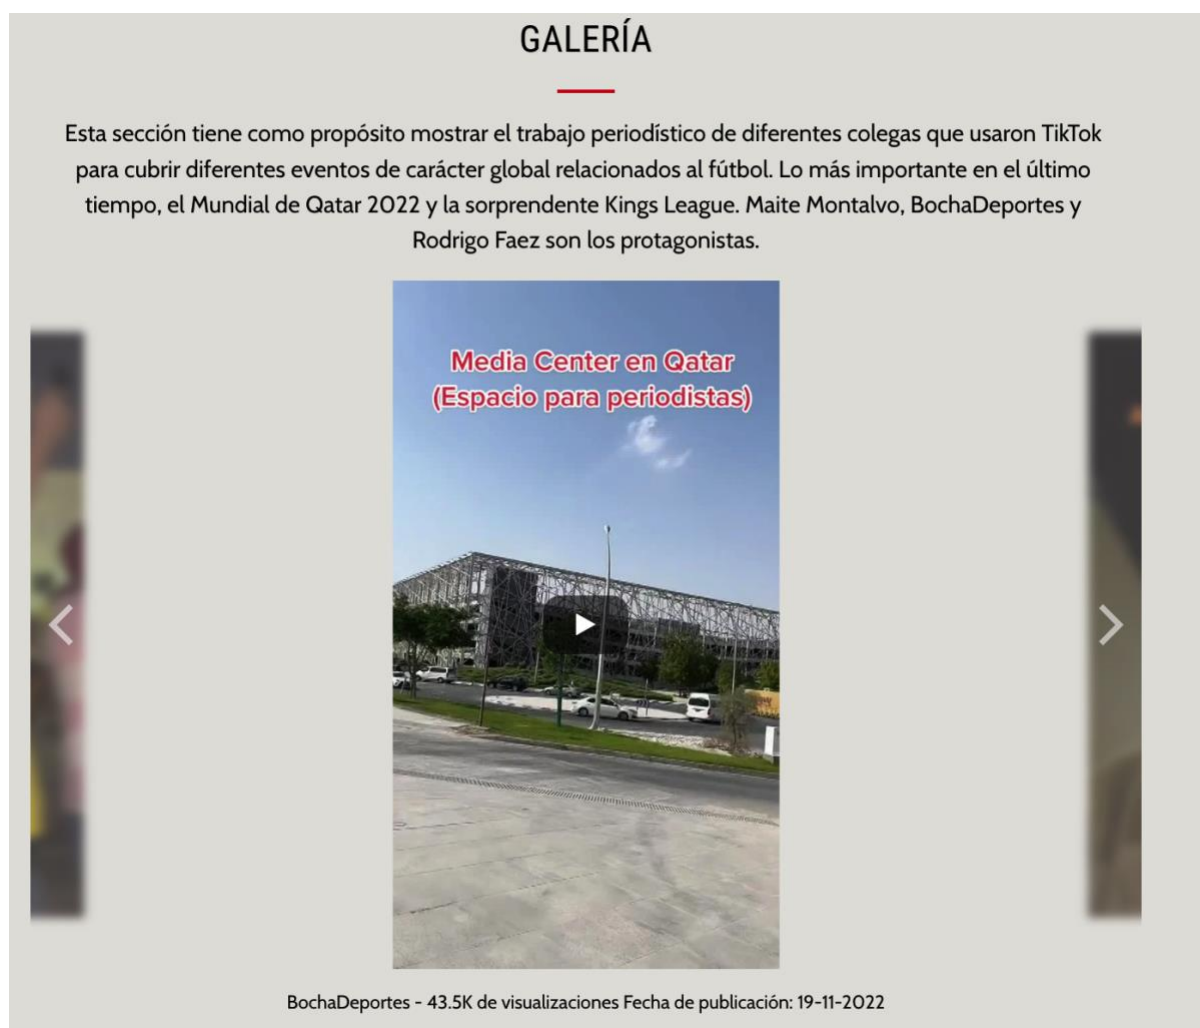 GALERÍA
Esta sección tiene como propósito mostrar el trabajo periodístico de diferentes colegas que usaron TikTok
para cubrir diferentes eventos de carácter global relacionados al fútbol. Lo más importante en el último
tiempo, el Mundial de Qatar 2022 y la sorprendente Kings League. Maite Montalvo, BochaDeportes y
Rodrigo Faez son los protagonistas.
Media Center en Qatar
(Espacio para periodistas)
BochaDeportes - 43.5K de visualizaciones Fecha de publicación: 19-11-2022